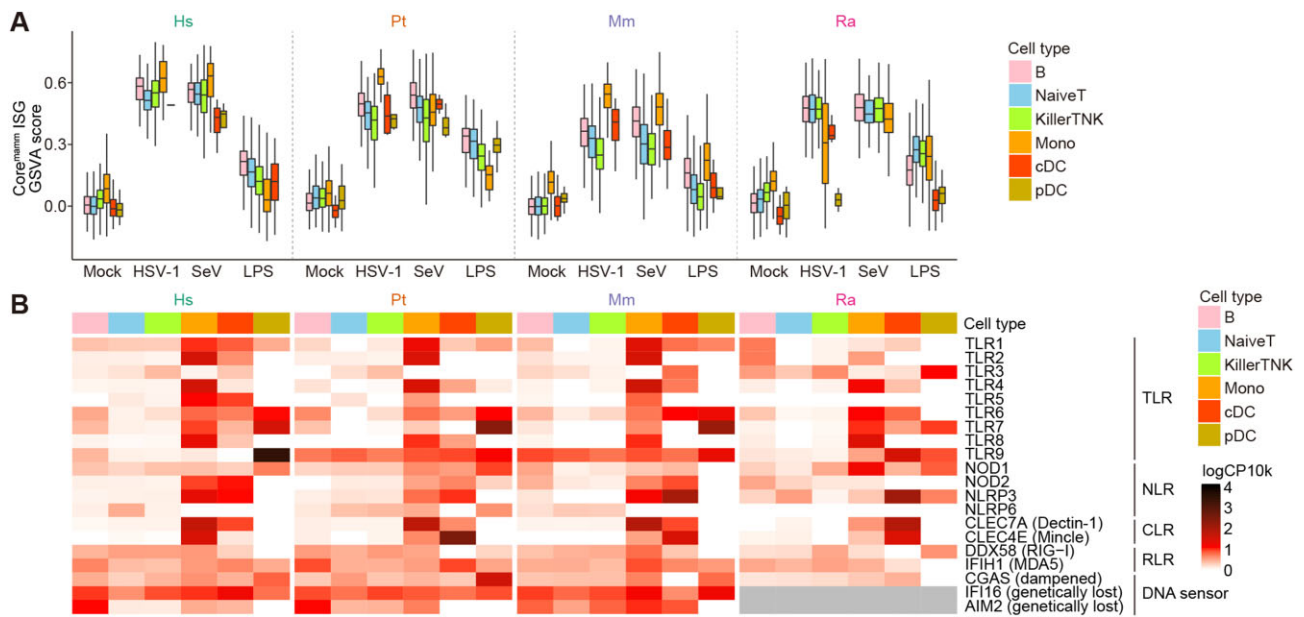 A
Hs Pt Mm Ra
Core^mamm ISG
GSVA score
0.6
0.3
0.0
Mock HSV-1 SeV LPS Mock HSV-1 SeV LPS Mock HSV-1 SeV LPS Mock HSV-1 SeV LPS
Cell type
B
NaiveT
KillerTNK
Mono
cDC
pDC
B
Hs Pt Mm Ra
Cell type
TLR1
TLR2
TLR3
TLR4
TLR5
TLR6
TLR7
TLR8
TLR9
NOD1
NOD2
NLRP3
NLRP6
CLEC7A (Dectin-1)
CLEC4E (Mincle)
DDX58 (RIG-I)
IFIH1 (MDA5)
CGAS (dampened)
IFI16 (genetically lost)
AIM2 (genetically lost)
TLR
NLR
CLR
RLR
DNA sensor
Cell type
B
NaiveT
KillerTNK
Mono
cDC
pDC
logCP10k
4
3
2
1
0